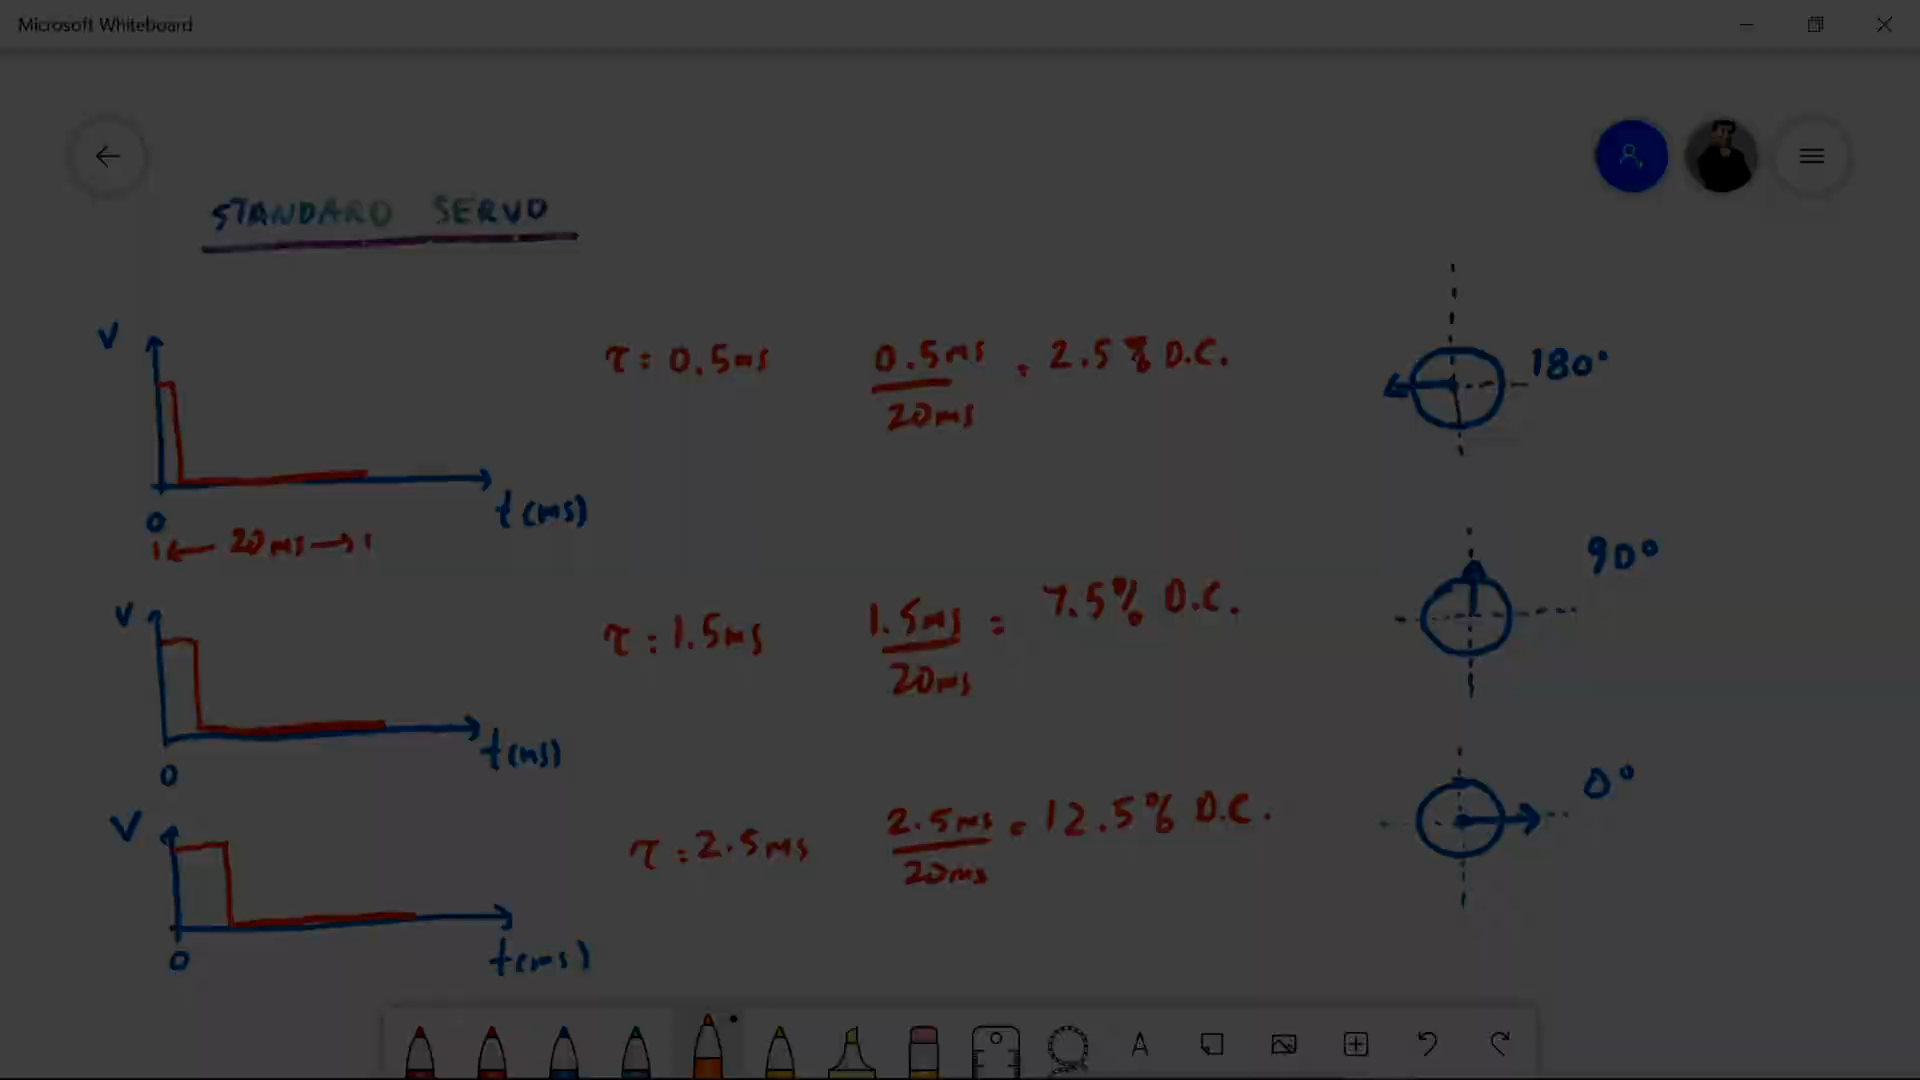 Microsoft Whiteboard
STANDARD SERVO
V
τ = 0.5ms
0.5ms
20ms
= 2.5% D.C.
180°
t(ms)
0
20ms
V
τ = 1.5ms
1.5ms
20ms
= 7.5% D.C.
90°
t(ms)
0
V
τ = 2.5ms
2.5ms
20ms
= 12.5% D.C.
0°
t(ms)
0